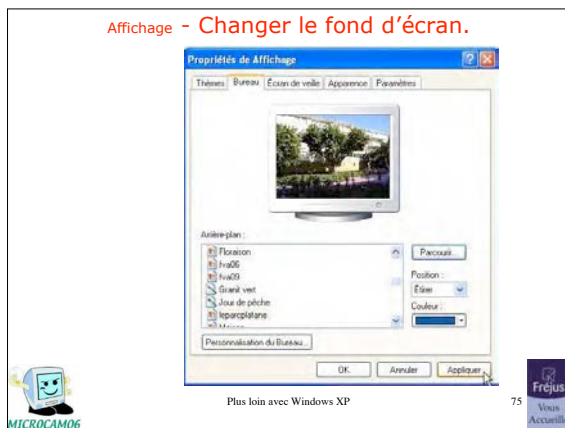 Affichage - Changer le fond d'écran.
Propriétés de Affichage
Thèmes Bureau Écran de veille Apparence Paramètres
Arrière-plan :
Floraison
fva06
fva09
Granit vert
Jour de pêche
leparcplatane
Parcourir...
Position :
Étirer
Couleur :
Personnalisation du Bureau...
OK Annuler Appliquer
MICROCAM06
Plus loin avec Windows XP
75
Fréjus
Vous
Accueille